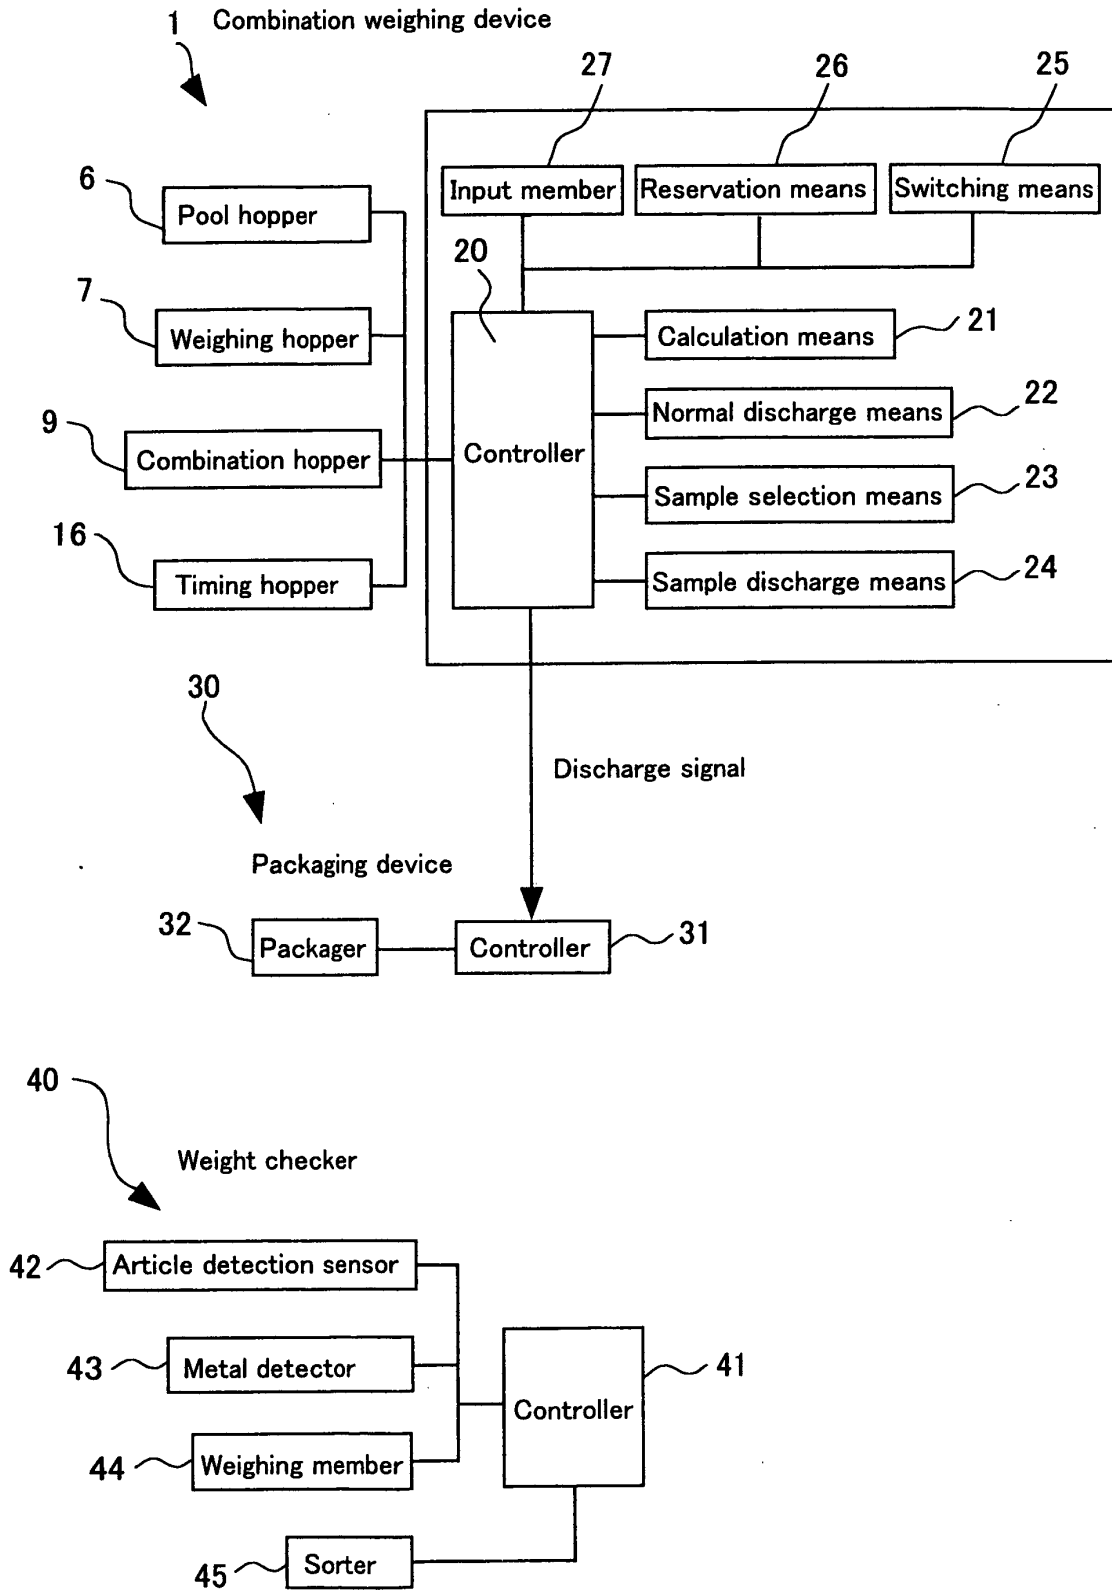 1 Combination weighing device
27 26 25
6 Input member Reservation means Switching means
Pool hopper
20
7 21
Weighing hopper Calculation means
22
9 Normal discharge means
Combination hopper Controller
23
Sample selection means
16
Timing hopper Sample discharge means 24
30
Discharge signal
Packaging device
32 Packager Controller 31
40
Weight checker
42 Article detection sensor
43 Metal detector 41
Controller
44 Weighing member
45 Sorter